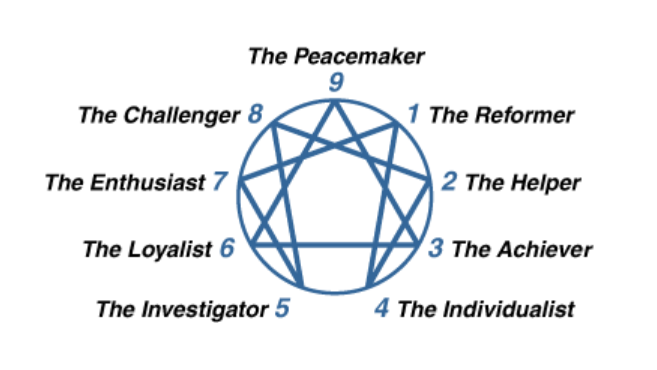 The Peacemaker
9
The Challenger 8
1 The Reformer
The Enthusiast 7
2 The Helper
The Loyalist 6
3 The Achiever
The Investigator 5
4 The Individualist